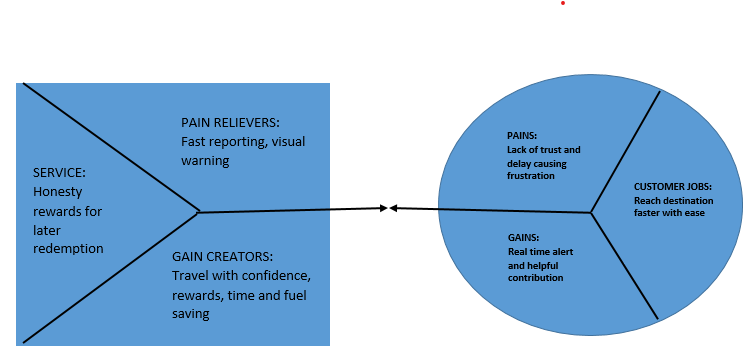 PAIN RELIEVERS:
Fast reporting, visual
warning
SERVICE:
Honesty
rewards for
later
redemption
GAIN CREATORS:
Travel with confidence,
rewards, time and fuel
saving
PAINS:
Lack of trust and
delay causing
frustration
CUSTOMER JOBS:
Reach destination
faster with ease
GAINS:
Real time alert
and helpful
contribution